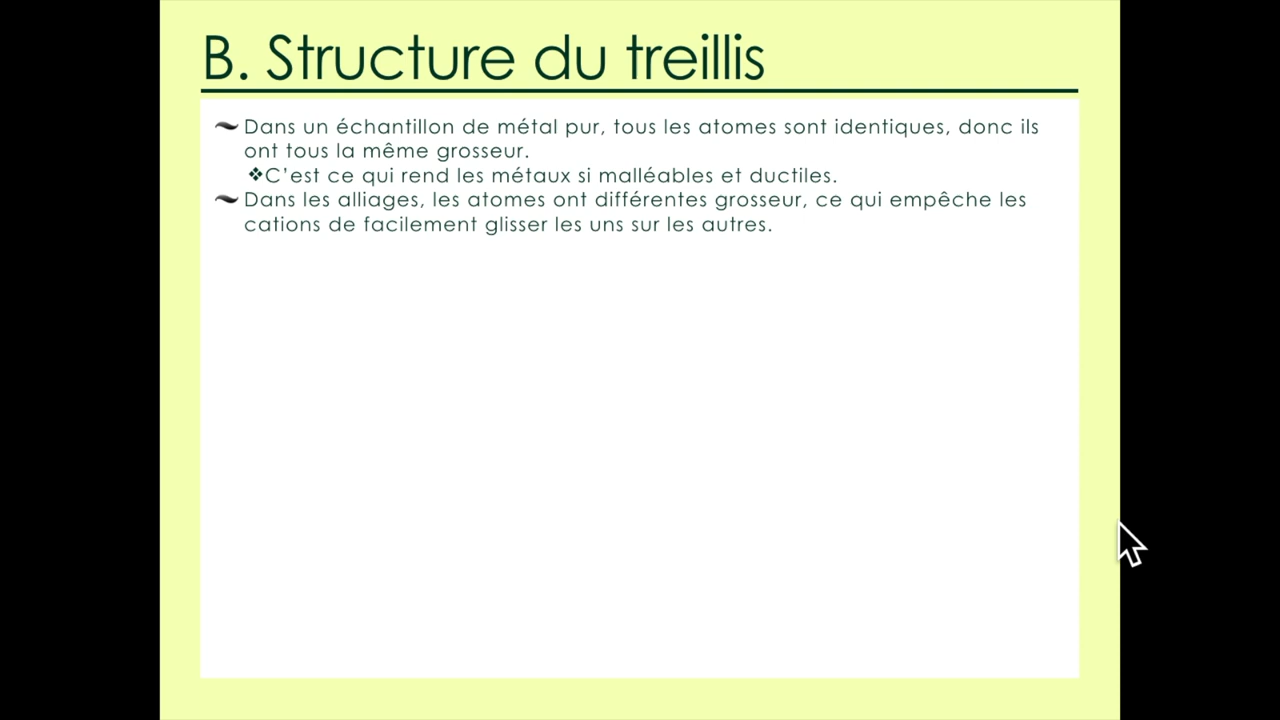 B. Structure du treillis
Dans un échantillon de métal pur, tous les atomes sont identiques, donc ils
ont tous la même grosseur.
❖C’est ce qui rend les métaux si malléables et ductiles.
Dans les alliages, les atomes ont différentes grosseur, ce qui empêche les
cations de facilement glisser les uns sur les autres.